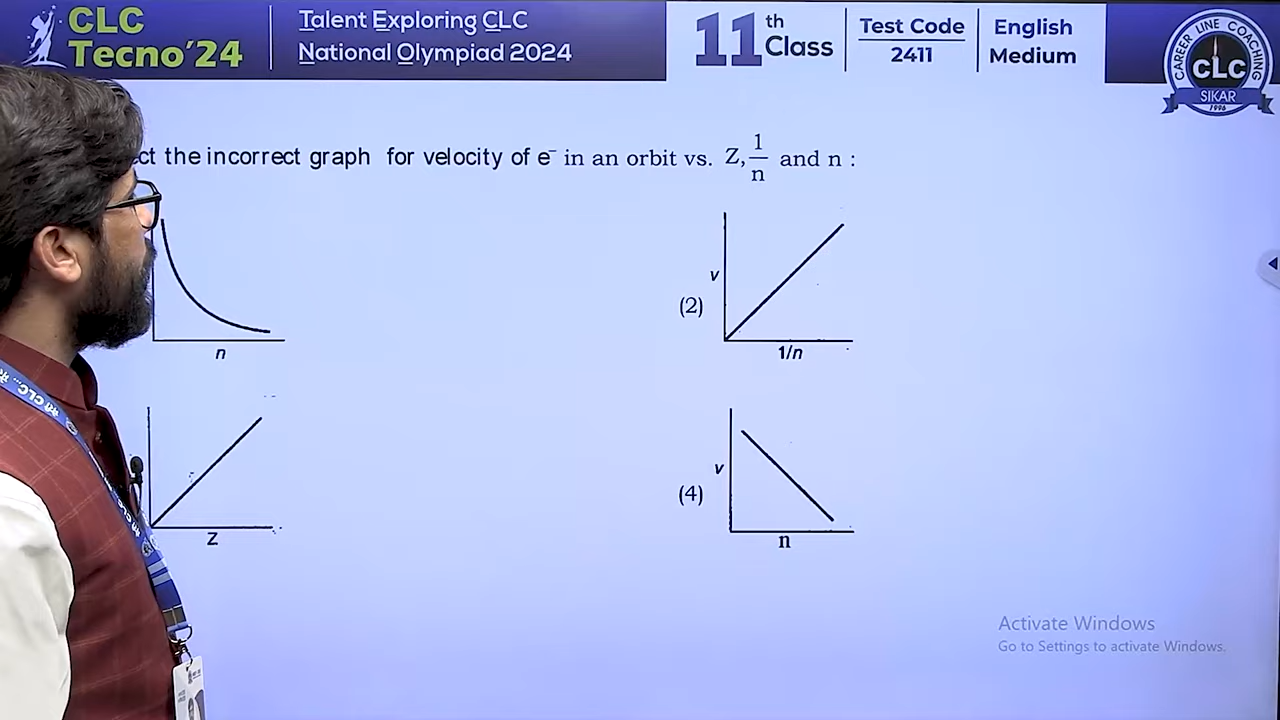 CLC
Tecno'24
Talent Exploring CLC
National Olympiad 2024
11th Class
Test Code
2411
English
Medium
CAREER LINE COACHING
CLC
SIKAR
1996
ct the incorrect graph for velocity of e⁻ in an orbit vs. Z, 1/n and n :
n
(2)
v
1/n
Z
(4)
v
n
CLC
Activate Windows
Go to Settings to activate Windows.